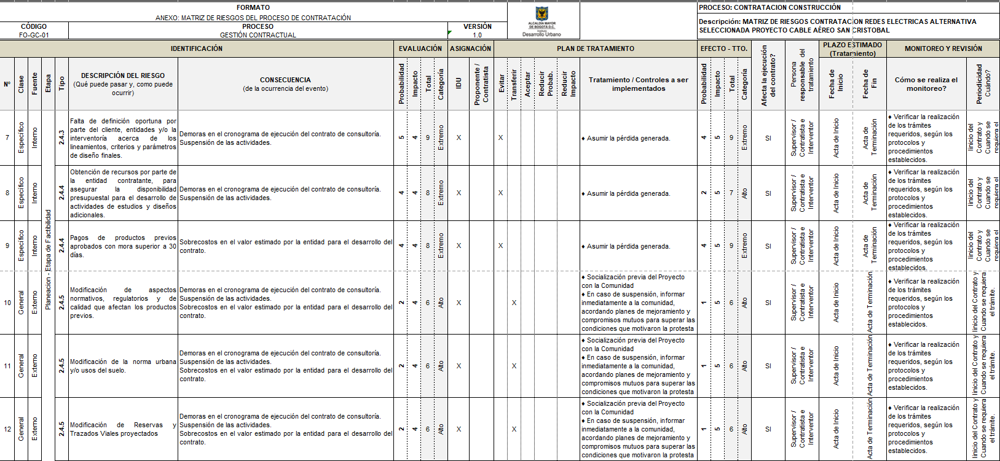 FORMATO
ANEXO: MATRIZ DE RIESGOS DEL PROCESO DE CONTRATACIÓN
CÓDIGO
FO-GC-01
PROCESO
GESTIÓN CONTRACTUAL
VERSIÓN
1.0
ALCALDÍA MAYOR
DE BOGOTÁ D.C.
Instituto
Desarrollo Urbano
PROCESO: CONTRATACION CONSTRUCCIÓN
Descripción: MATRIZ DE RIESGOS CONTRATACION REDES ELECTRICAS ALTERNATIVA
SELECCIONADA PROYECTO CABLE AÉREO SAN CRISTOBAL
IDENTIFICACIÓN
EVALUACIÓN
ASIGNACIÓN
PLAN DE TRATAMIENTO
EFECTO - TTO.
Afecta la ejecución
del contrato?
Persona
responsable del
tratamiento
PLAZO ESTIMADO
(Tratamiento)
MONITOREO Y REVISIÓN
N°
Clase
Fuente
Etapa
Tipo
DESCRIPCIÓN DEL RIESGO
(Qué puede pasar y, como puede
ocurrir)
CONSECUENCIA
(de la ocurrencia del evento)
Probabilidad
Impacto
Total
Categoría
IDU
Proponente /
Contratista
Evitar
Transferir
Aceptar
Reducir
Prob.
Reducir
Impacto
Tratamiento / Controles a ser
implementados
Probabilidad
Impacto
Total
Categoría
Fecha de
Inicio
Fecha de
Fin
Cómo se realiza el
monitoreo?
Periodicidad
Cuándo?
Planeacion - Etapa de Factibilidad
7
Específico
Interno
2.4.3
Falta de definición oportuna por
parte del cliente, entidades y/o la
interventoría acerca de los
lineamientos, criterios y parámetros
de diseño finales.
Demoras en el cronograma de ejecución del contrato de consultoría.
Suspensión de las actividades.
5
4
9
Extremo
X
X
♦ Asumir la pérdida generada.
4
5
9
Extremo
SI
Supervisor /
Contratista e
Interventor
Acta de Inicio
Acta de
Terminación
♦ Verificar la realización
de los trámites
requeridos, según los
protocolos y
procedimientos
establecidos.
Iinicio del
Contrato y
Cuando se
requiera el
8
Específico
Interno
2.4.4
Obtención de recursos por parte de
la entidad contratante, para
asegurar la disponibilidad
presupuestal para el desarrollo de
actividades de estudios y diseños
adicionales.
Demoras en el cronograma de ejecución del contrato de consultoría.
Suspensión de las actividades.
4
4
8
Extremo
X
X
♦ Asumir la pérdida generada.
2
5
7
Alto
SI
Supervisor /
Contratista e
Interventor
Acta de Inicio
Acta de
Terminación
♦ Verificar la realización
de los trámites
requeridos, según los
protocolos y
procedimientos
establecidos.
Iinicio del
Contrato y
Cuando se
requiera el
9
Específico
Interno
2.4.4
Pagos de productos previos
aprobados con mora superior a 30
días.
Sobrecostos en el valor estimado por la entidad para el desarrollo del
contrato.
4
4
8
Extremo
X
X
♦ Asumir la pérdida generada.
4
5
9
Extremo
SI
Supervisor /
Contratista e
Interventor
Acta de Inicio
Acta de
Terminación
♦ Verificar la realización
de los trámites
requeridos, según los
protocolos y
procedimientos
establecidos.
Iinicio del
Contrato y
Cuando se
requiera el
10
General
Externo
2.4.5
Modificación de aspectos
normativos, regulatorios y de
calidad que afectan los productos
previos.
Demoras en el cronograma de ejecución del contrato de consultoría.
Suspensión de las actividades.
Sobrecostos en el valor estimado por la entidad para el desarrollo del
contrato.
2
4
6
Alto
X
X
♦ Socialización previa del Proyecto
con la Comunidad
♦ En caso de suspensión, informar
inmediatamente a la comunidad,
acordando planes de mejoramiento y
compromisos mutuos para superar las
condiciones que motivaron la protesta
1
5
6
Alto
SI
Supervisor /
Contratista e
Interventor
Acta de Inicio
Acta de Terminación
♦ Verificar la realización
de los trámites
requeridos, según los
protocolos y
procedimientos
establecidos.
Iinicio del Contrato y
Cuando se requiera
el trámite.
11
General
Externo
2.4.5
Modificación de la norma urbana
y/o usos del suelo.
Demoras en el cronograma de ejecución del contrato de consultoría.
Suspensión de las actividades.
Sobrecostos en el valor estimado por la entidad para el desarrollo del
contrato.
2
4
6
Alto
X
X
♦ Socialización previa del Proyecto
con la Comunidad
♦ En caso de suspensión, informar
inmediatamente a la comunidad,
acordando planes de mejoramiento y
compromisos mutuos para superar las
condiciones que motivaron la protesta
1
5
6
Alto
SI
Supervisor /
Contratista e
Interventor
Acta de Inicio
Acta de Terminación
♦ Verificar la realización
de los trámites
requeridos, según los
protocolos y
procedimientos
establecidos.
Iinicio del Contrato y
Cuando se requiera
el trámite.
12
General
Externo
2.4.5
Modificación de Reservas y
Trazados Viales proyectados
Demoras en el cronograma de ejecución del contrato de consultoría.
Suspensión de las actividades.
Sobrecostos en el valor estimado por la entidad para el desarrollo del
contrato.
2
4
6
Alto
X
X
♦ Socialización previa del Proyecto
con la Comunidad
♦ En caso de suspensión, informar
inmediatamente a la comunidad,
acordando planes de mejoramiento y
compromisos mutuos para superar las
condiciones que motivaron la protesta
1
5
6
Alto
SI
Supervisor /
Contratista e
Interventor
Acta de Inicio
Acta de Terminación
♦ Verificar la realización
de los trámites
requeridos, según los
protocolos y
procedimientos
establecidos.
Iinicio del Contrato y
Cuando se requiera
el trámite.